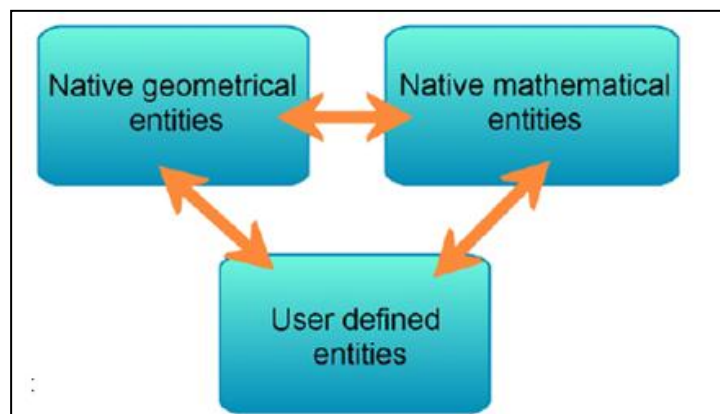 Native geometrical
entities
Native mathematical
entities
User defined
entities
: